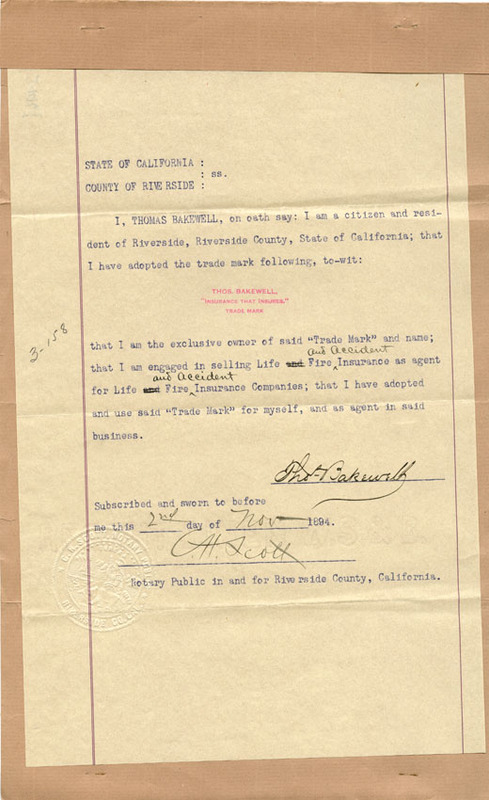 STATE OF CALIFORNIA :
: ss.
COUNTY OF RIVERSIDE :
I, THOMAS BAKEWELL, on oath say: I am a citizen and resi-
dent of Riverside, Riverside County, State of California; that
I have adopted the trade mark following, to-wit:
THOS. BAKEWELL,
"INSURANCE THAT INSURES."
TRADE MARK
3-158
that I am the exclusive owner of said "Trade Mark" and name;
and Accident
that I am engaged in selling Life and Fire Insurance as agent
and Accident
for Life and Fire Insurance Companies; that I have adopted
and use said "Trade Mark" for myself, and as agent in said
business.
Thos Bakewell
Subscribed and sworn to before
me this 2nd day of Nov 1894.
C.H. Scott
Notary Public in and for Riverside County, California.